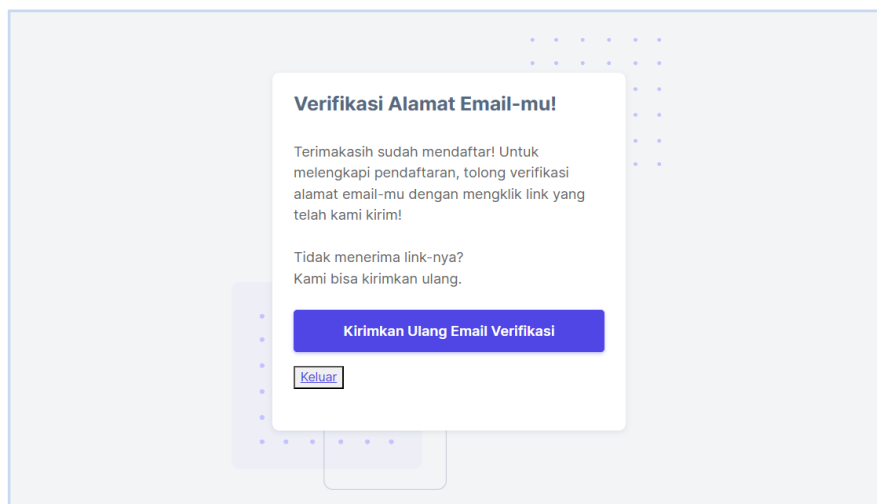 Verifikasi Alamat Email-mu!
Terimakasih sudah mendaftar! Untuk
melengkapi pendaftaran, tolong verifikasi
alamat email-mu dengan mengklik link yang
telah kami kirim!
Tidak menerima link-nya?
Kami bisa kirimkan ulang.
Kirimkan Ulang Email Verifikasi
Keluar